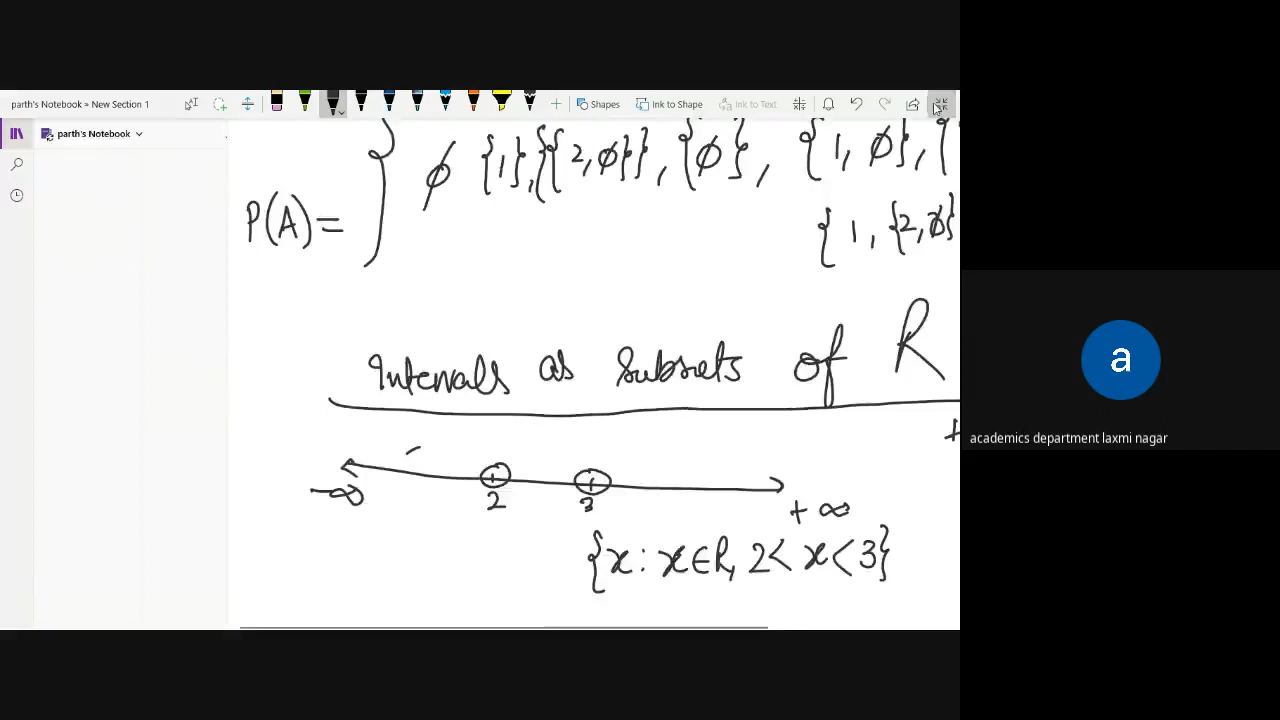 parth's Notebook > New Section 1
Shapes
Ink to Shape
Ink to Text
parth's Notebook
P(A)= { ϕ {1},{{2,ϕ}}, {ϕ}, {1, ϕ}, {
{1, {2,ϕ}
Intervals as Subsets of R
+
-∞ 2 3 + ∞
{x : x∈R, 2< x <3}
a
academics department laxmi nagar